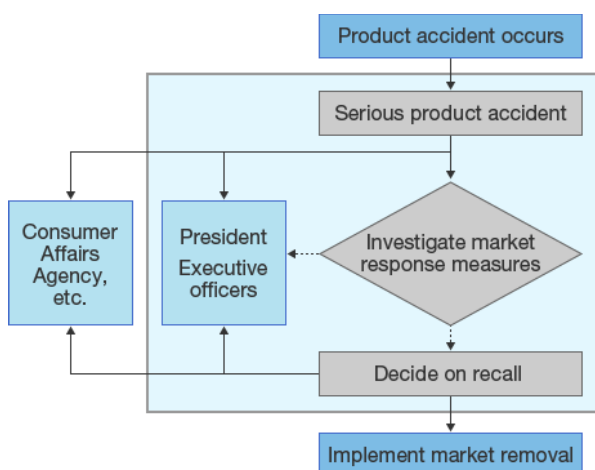 Product accident occurs
Serious product accident
Consumer
Affairs
Agency,
etc.
President
Executive
officers
Investigate market
response measures
Decide on recall
Implement market removal